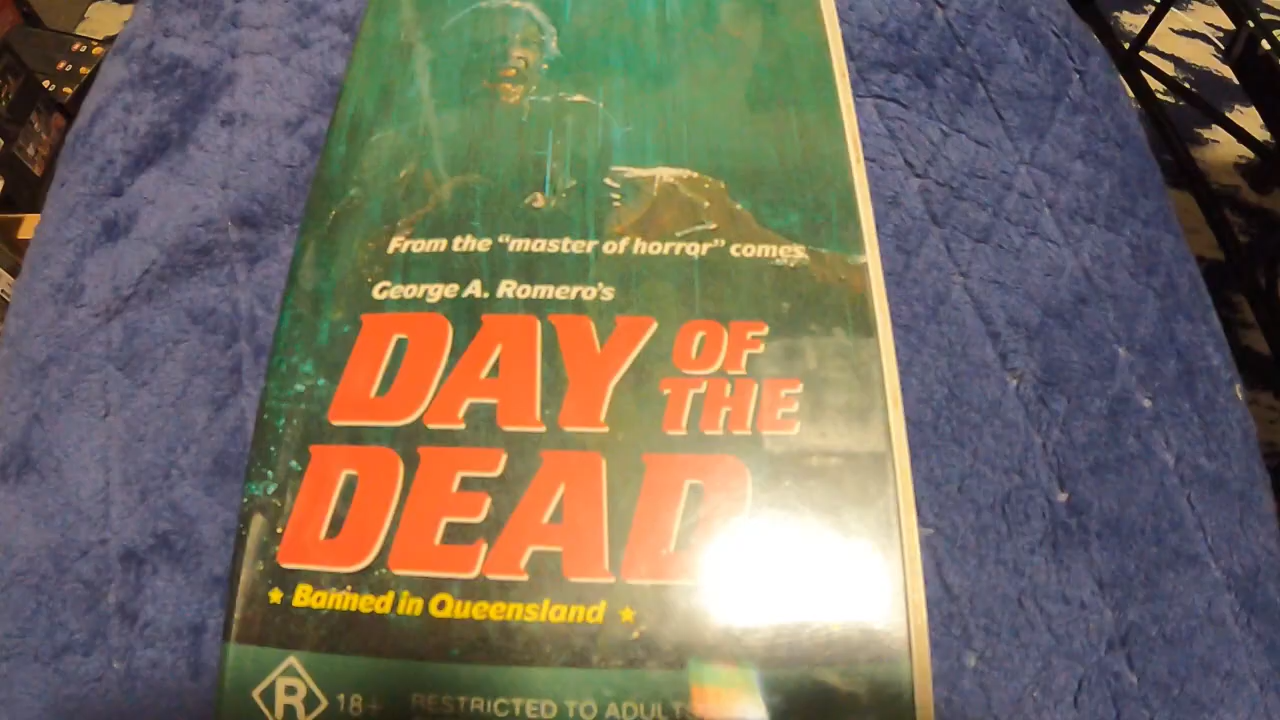 From the "master of horror" comes
George A. Romero's
DAY OF THE
DEAD
★ Banned in Queensland ★
R 18+ RESTRICTED TO ADULTS